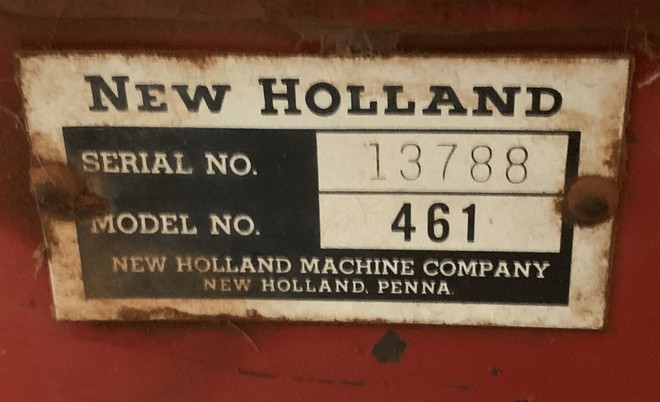 NEW HOLLAND
SERIAL NO. 13788
MODEL NO. 461
NEW HOLLAND MACHINE COMPANY
NEW HOLLAND, PENNA.